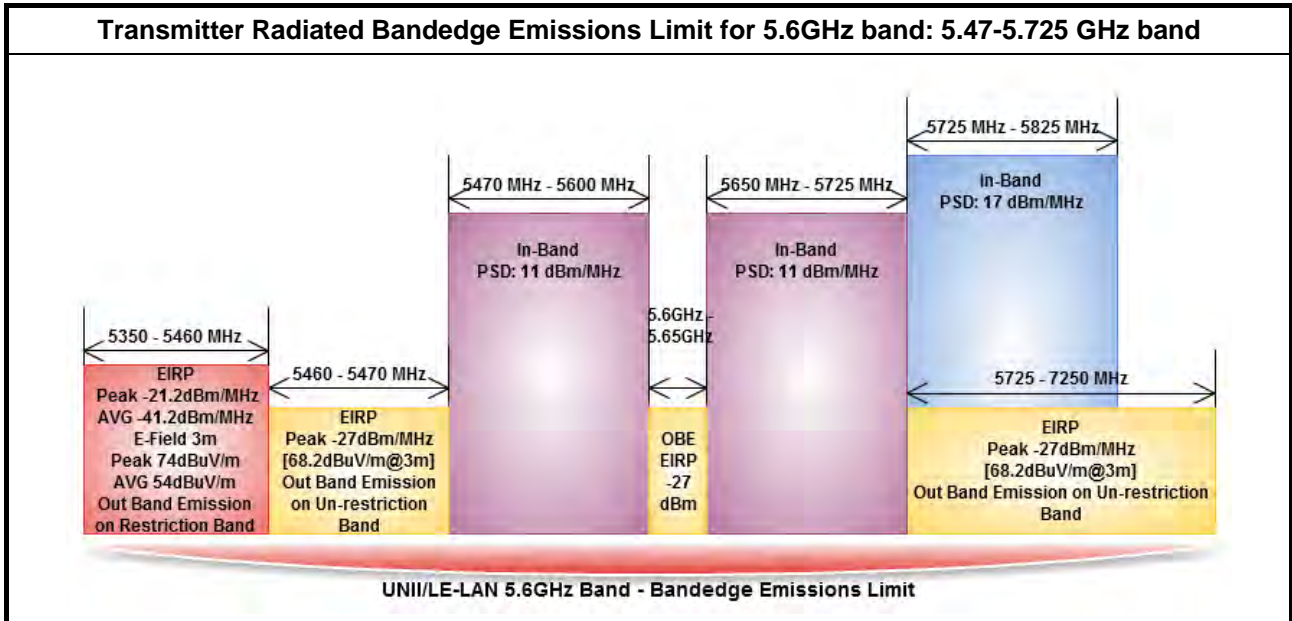 Transmitter Radiated Bandedge Emissions Limit for 5.6GHz band: 5.47-5.725 GHz band
5725 MHz - 5825 MHz
In-Band
PSD: 17 dBm/MHz
5470 MHz - 5600 MHz
In-Band
PSD: 11 dBm/MHz
5650 MHz - 5725 MHz
In-Band
PSD: 11 dBm/MHz
5.6GHz -
5.65GHz
5350 - 5460 MHz
EIRP
Peak -21.2dBm/MHz
AVG -41.2dBm/MHz
E-Field 3m
Peak 74dBuV/m
AVG 54dBuV/m
Out Band Emission
on Restriction Band
5460 - 5470 MHz
EIRP
Peak -27dBm/MHz
[68.2dBuV/m@3m]
Out Band Emission
on Un-restriction
Band
OBE
EIRP
-27
dBm
5725 - 7250 MHz
EIRP
Peak -27dBm/MHz
[68.2dBuV/m@3m]
Out Band Emission on Un-restriction
Band
UNII/LE-LAN 5.6GHz Band - Bandedge Emissions Limit